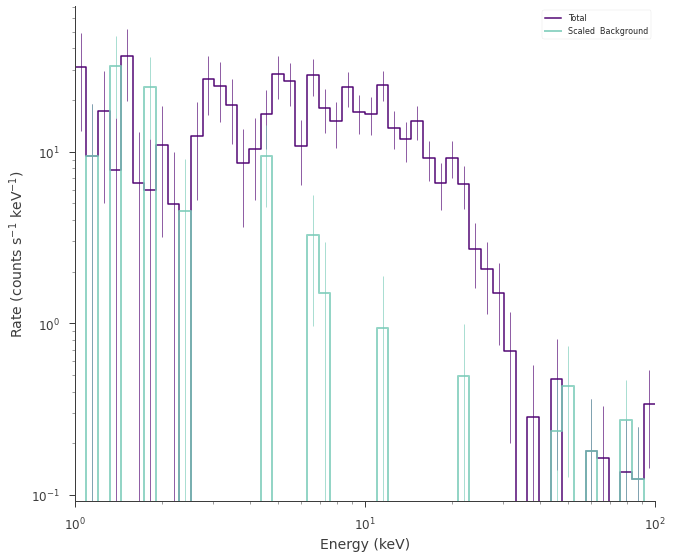 Total
Scaled  Background
Rate (counts s⁻¹ keV⁻¹)
10¹
10⁰
10⁻¹
10⁰
10¹
10²
Energy (keV)